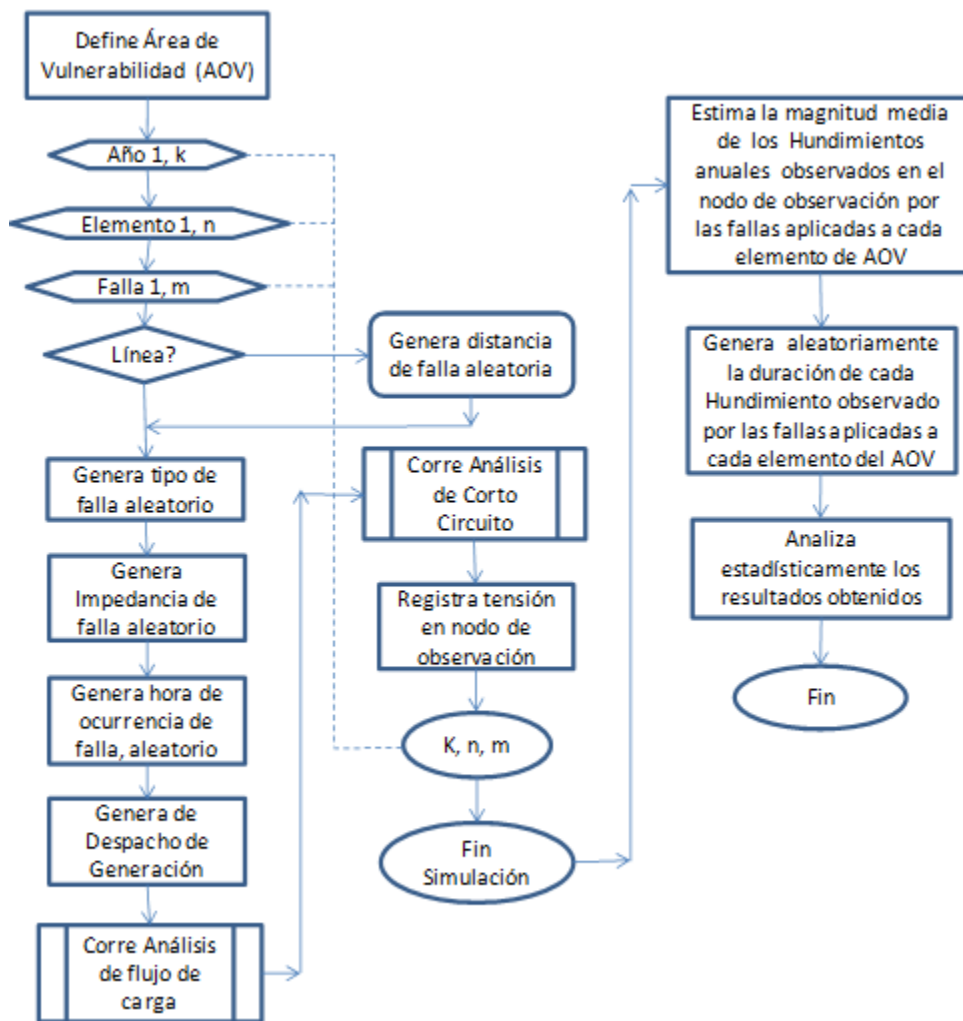 Define Área de
Vulnerabilidad (AOV)
Año 1, k
Elemento 1, n
Falla 1, m
Línea?
Genera distancia
de falla aleatoria
Genera tipo de
falla aleatorio
Genera
Impedancia de
falla aleatorio
Genera hora de
ocurrencia de
falla, aleatorio
Genera de
Despacho de
Generación
Corre Análisis
de flujo de
carga
Corre Análisis
de Corto
Circuito
Registra tensión
en nodo de
observación
K, n, m
Fin
Simulación
Estima la magnitud media
de los Hundimientos
anuales observados en el
nodo de observación por
las fallas aplicadas a cada
elemento de AOV
Genera aleatoriamente
la duración de cada
Hundimiento observado
por las fallas aplicadas a
cada elemento del AOV
Analiza
estadísticamente los
resultados obtenidos
Fin